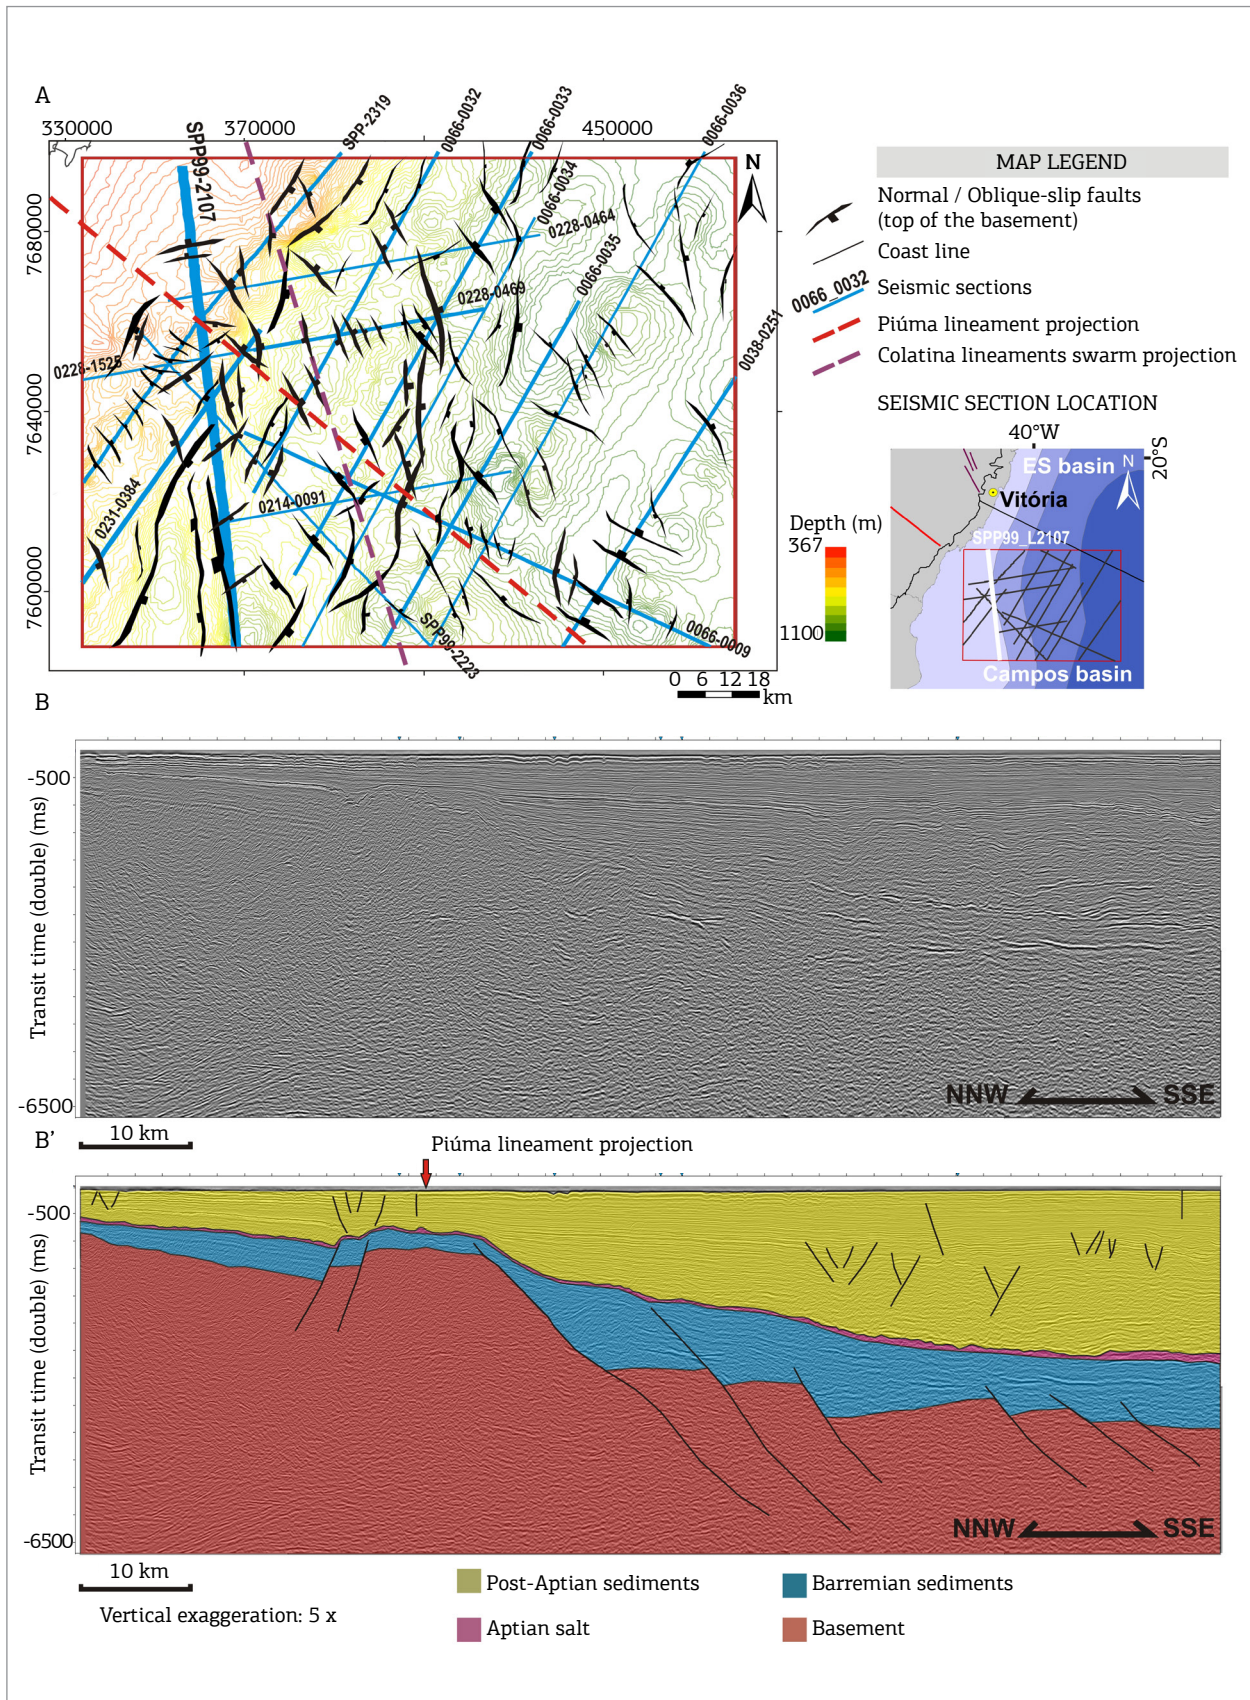 A
330000
370000
450000
SPP99-2107
SPP-2319
0066-0032
0066-0033
0066-0034
0066-0036
N
7680000
7640000
7600000
0228-0464
0066-0035
0228-0469
0038-0251
0228-1525
0231-0384
0214-0091
SPP99-2223
0066-0009
0 6 12 18
km
MAP LEGEND
Normal / Oblique-slip faults
(top of the basement)
Coast line
0066_0032
Seismic sections
Piúma lineament projection
Colatina lineaments swarm projection
SEISMIC SECTION LOCATION
40°W
20°S
ES basin
N
Vitória
SPP99_L2107
Campos basin
Depth (m)
367
1100
B
-500
Transit time (double) (ms)
-6500
NNW
SSE
10 km
B’
Piúma lineament projection
-500
Transit time (double) (ms)
-6500
NNW
SSE
10 km
Vertical exaggeration: 5 x
Post-Aptian sediments
Barremian sediments
Aptian salt
Basement